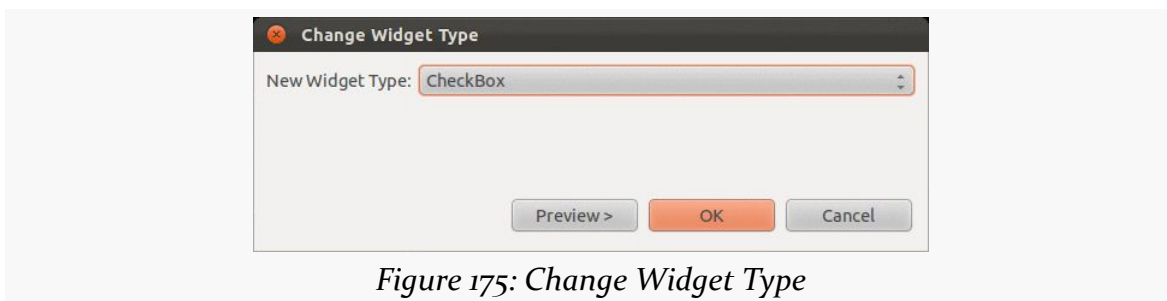 Change Widget Type
New Widget Type: CheckBox
Preview > OK Cancel
Figure 175: Change Widget Type